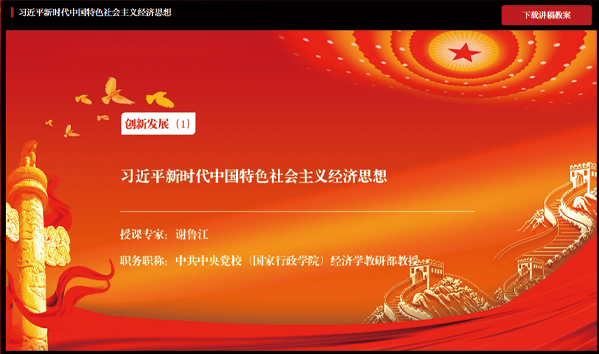 习近平新时代中国特色社会主义经济思想
下载讲稿教案
创新发展（1）
习近平新时代中国特色社会主义经济思想
授课专家：谢鲁江
职务职称：中共中央党校（国家行政学院）经济学教研部教授